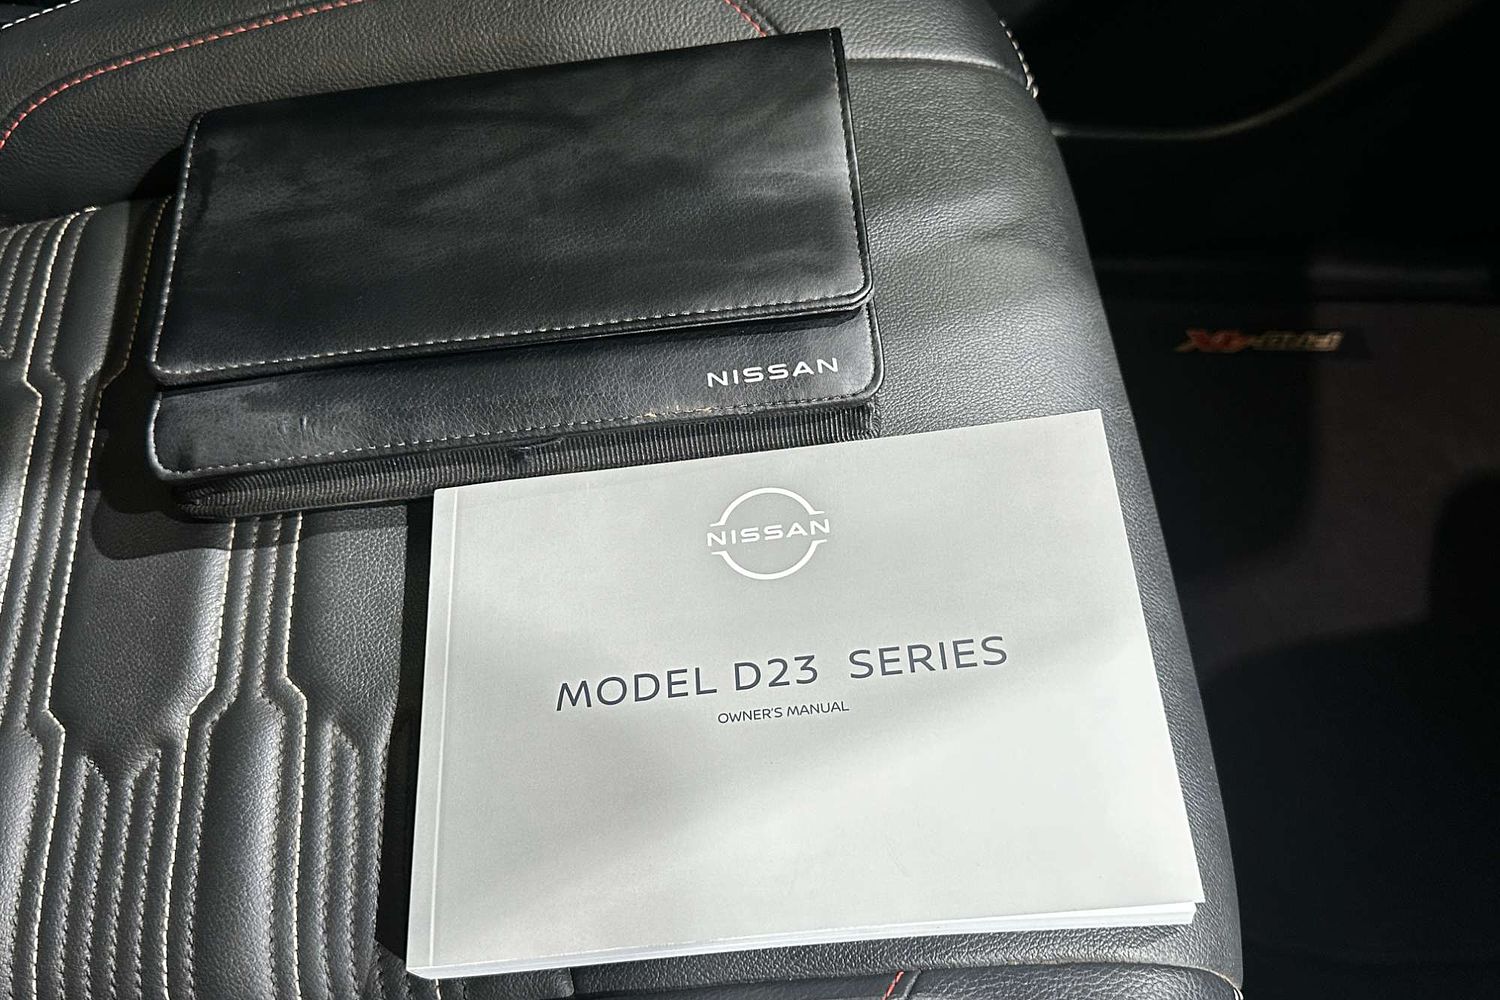 NISSAN
NISSAN
MODEL D23 SERIES
OWNER'S MANUAL